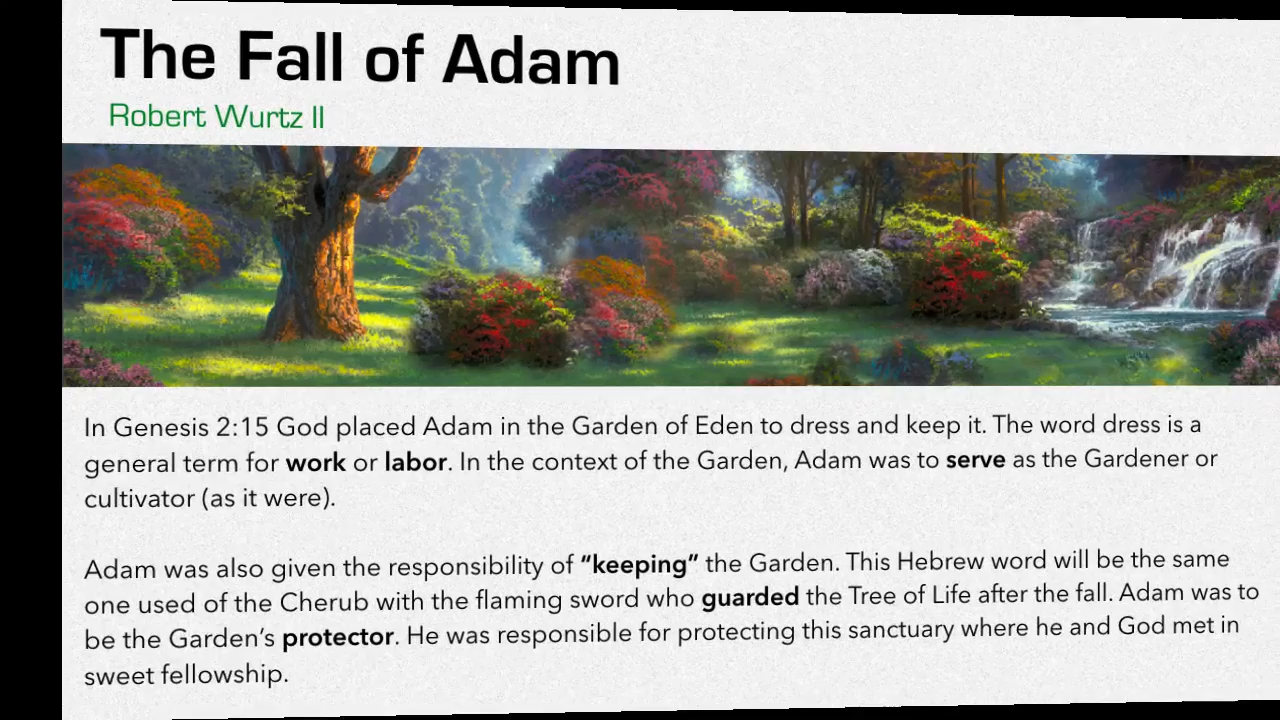 The Fall of Adam
Robert Wurtz II
In Genesis 2:15 God placed Adam in the Garden of Eden to dress and keep it. The word dress is a
general term for work or labor. In the context of the Garden, Adam was to serve as the Gardener or
cultivator (as it were).
Adam was also given the responsibility of “keeping” the Garden. This Hebrew word will be the same
one used of the Cherub with the flaming sword who guarded the Tree of Life after the fall. Adam was to
be the Garden’s protector. He was responsible for protecting this sanctuary where he and God met in
sweet fellowship.